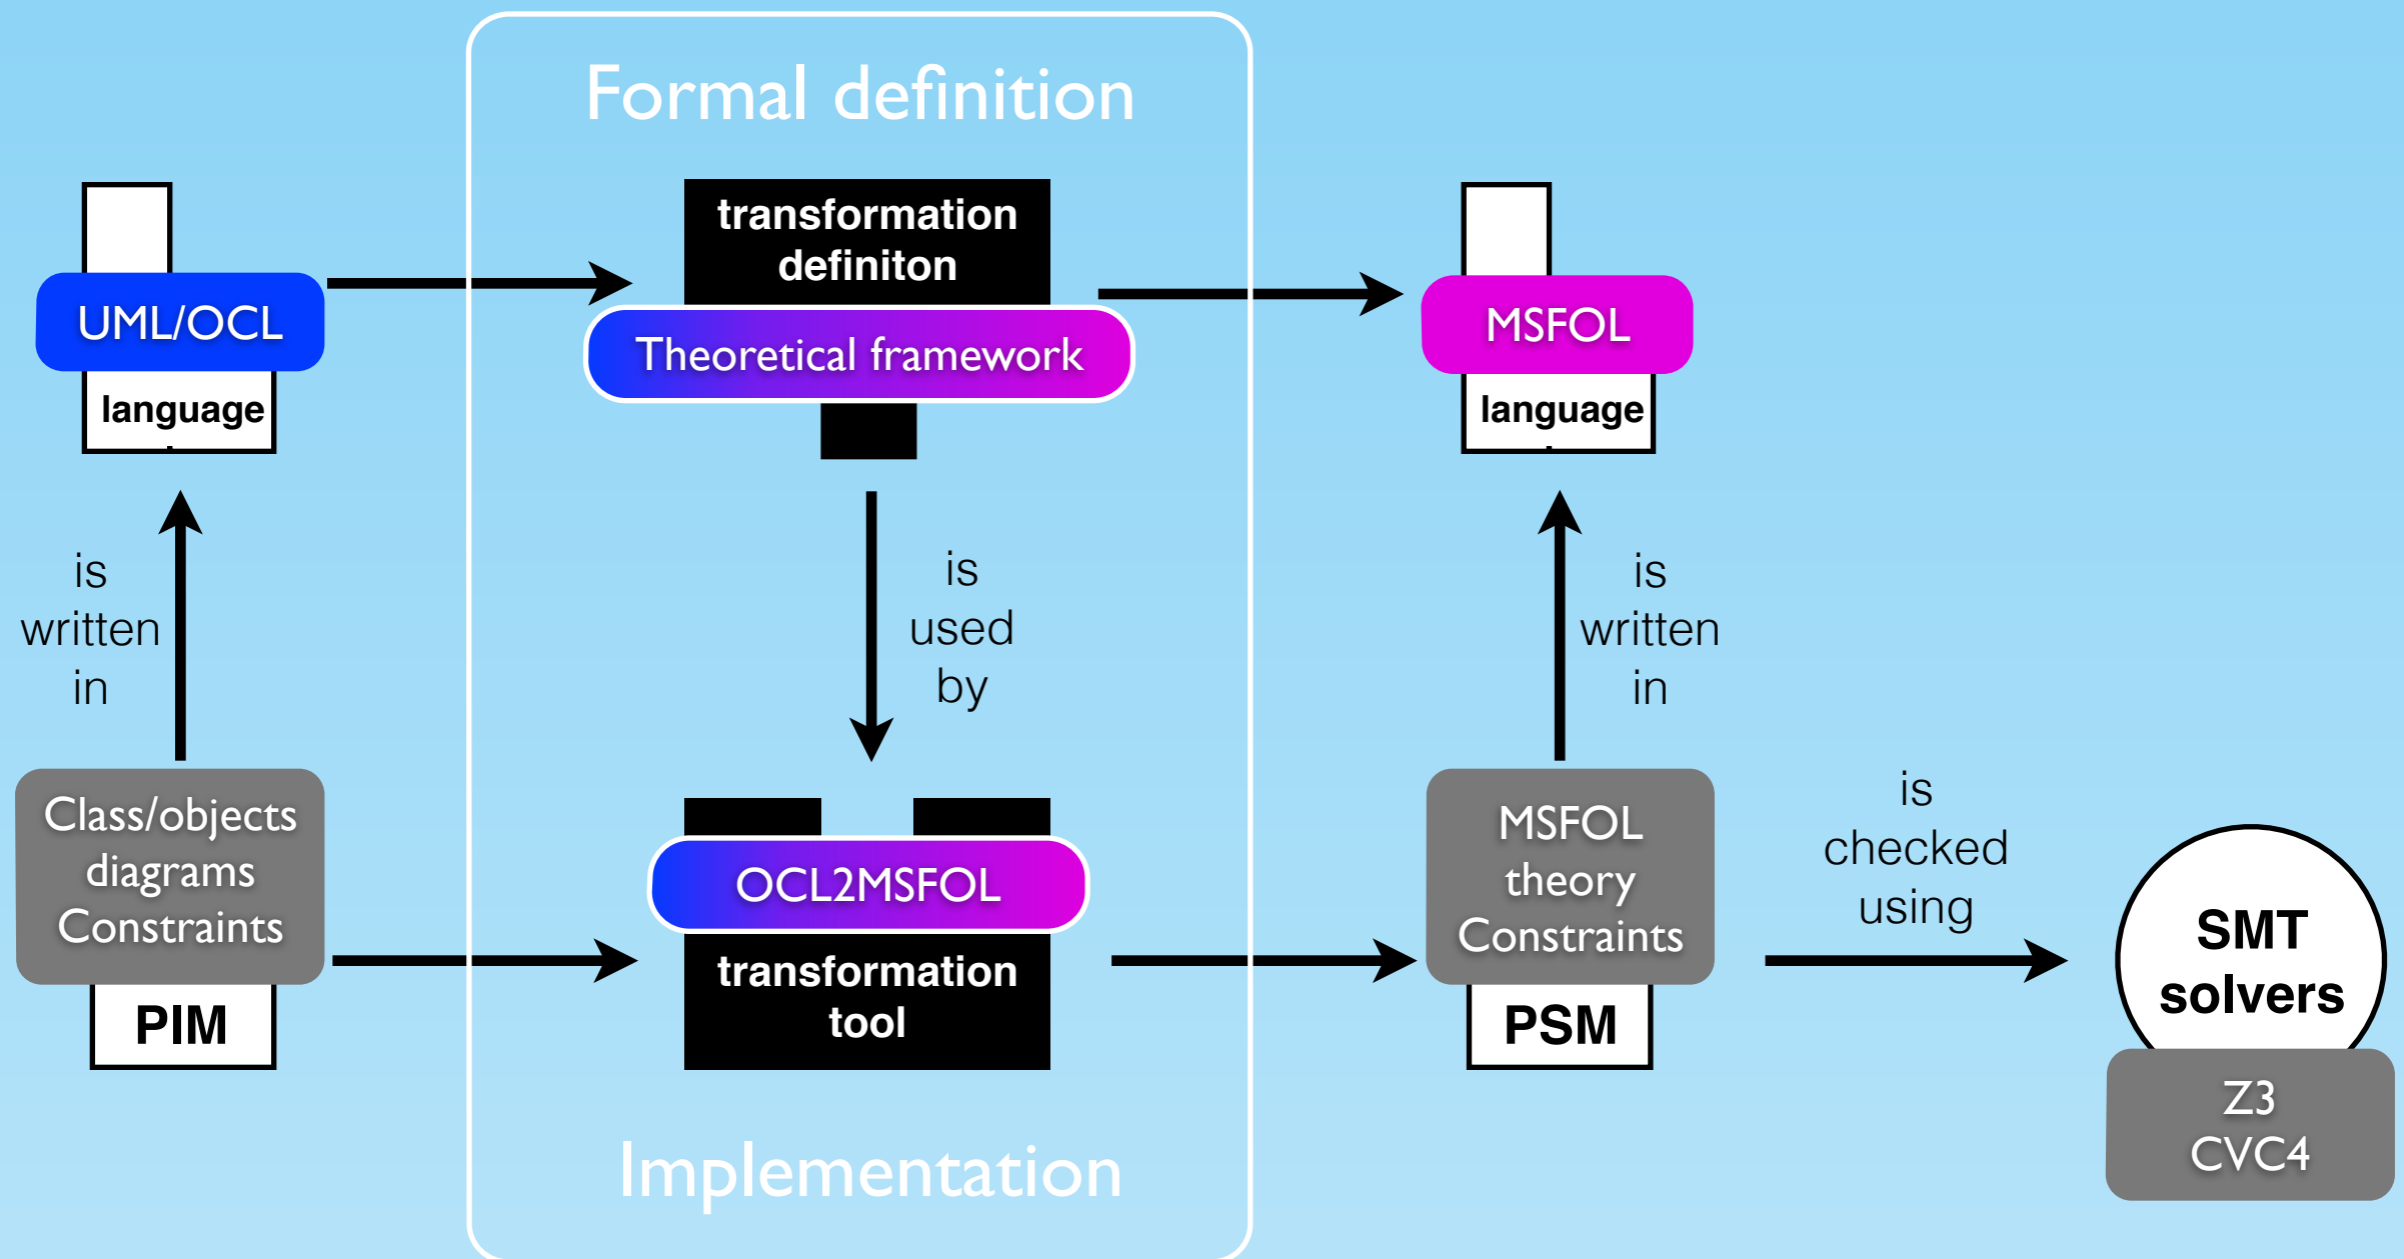 Formal definition
transformation
definiton
UML/OCL
Theoretical framework
MSFOL
language
language
is
written
in
is
used
by
is
written
in
Class/objects
diagrams
Constraints
PIM
OCL2MSFOL
transformation
tool
MSFOL
theory
Constraints
PSM
is
checked
using
SMT
solvers
Z3
CVC4
Implementation